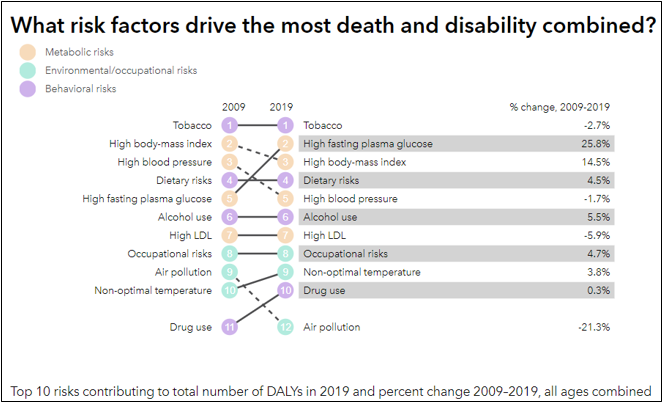 What risk factors drive the most death and disability combined?
Metabolic risks
Environmental/occupational risks
Behavioral risks
2009 2019 % change, 2009-2019
Tobacco 1 1 Tobacco -2.7%
High body-mass index 2 2 High fasting plasma glucose 25.8%
High blood pressure 3 3 High body-mass index 14.5%
Dietary risks 4 4 Dietary risks 4.5%
High fasting plasma glucose 5 5 High blood pressure -1.7%
Alcohol use 6 6 Alcohol use 5.5%
High LDL 7 7 High LDL -5.9%
Occupational risks 8 8 Occupational risks 4.7%
Air pollution 9 9 Non-optimal temperature 3.8%
Non-optimal temperature 10 10 Drug use 0.3%
Drug use 11 12 Air pollution -21.3%
Top 10 risks contributing to total number of DALYs in 2019 and percent change 2009–2019, all ages combined